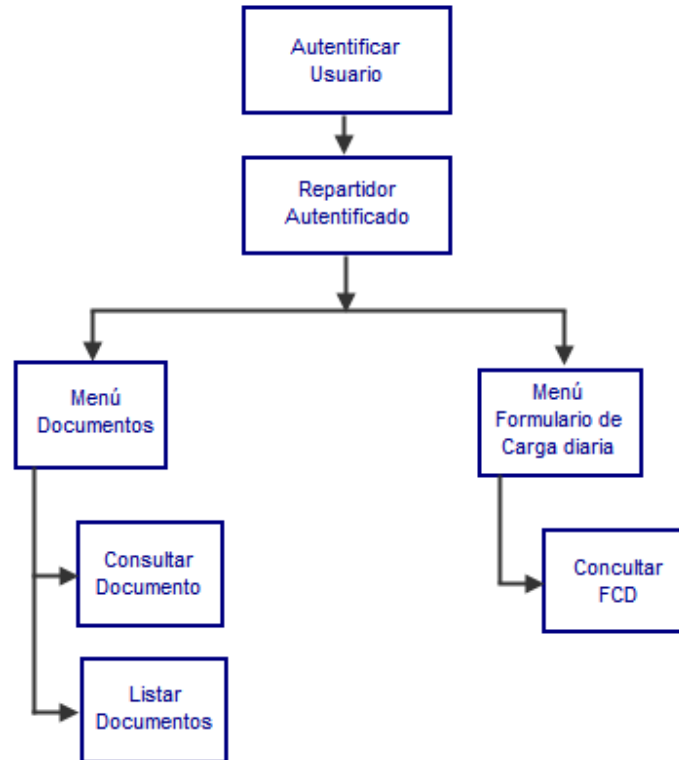 Autentificar
Usuario
Repartidor
Autentificado
Menú
Documentos
Menú
Formulario de
Carga diaria
Consultar
Documento
Concultar
FCD
Listar
Documentos